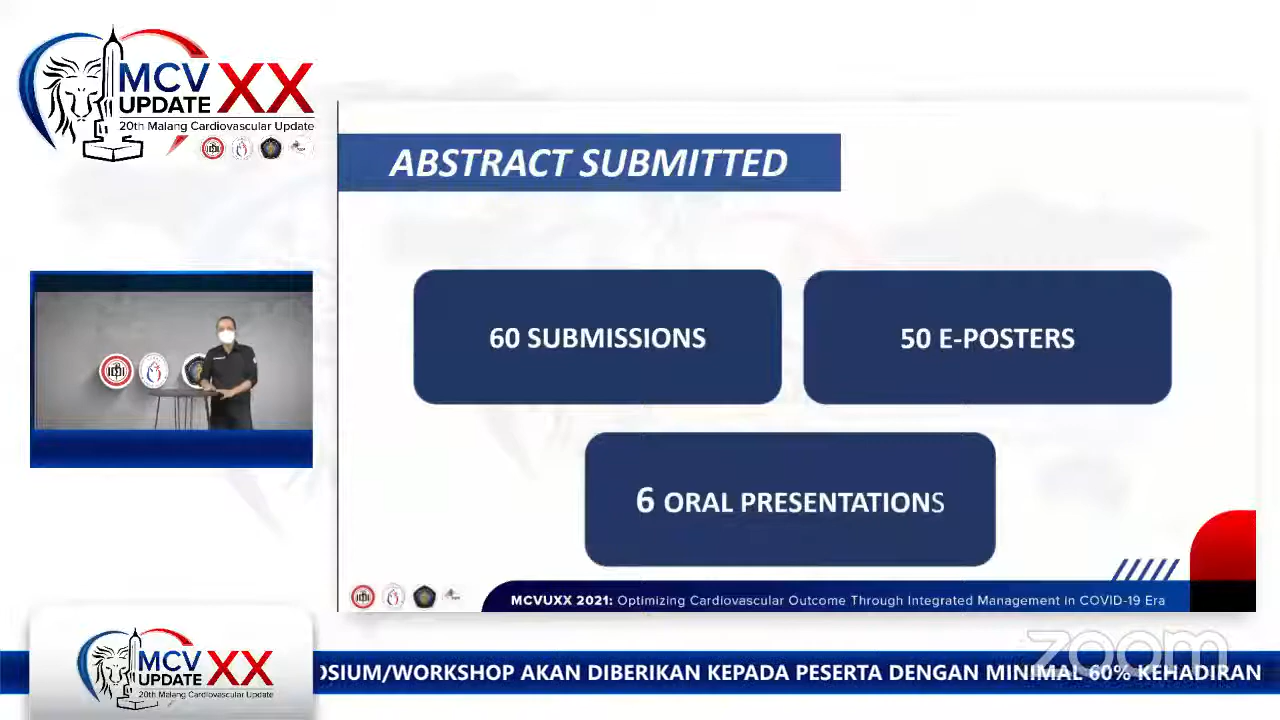 MCV
UPDATE
XX
20th Malang Cardiovascular Update
ABSTRACT SUBMITTED
60 SUBMISSIONS
50 E-POSTERS
6 ORAL PRESENTATIONS
MCVUXX 2021: Optimizing Cardiovascular Outcome Through Integrated Management in COVID-19 Era
zoom
MCV
UPDATE
XX
20th Malang Cardiovascular Update
OSIUM/WORKSHOP AKAN DIBERIKAN KEPADA PESERTA DENGAN MINIMAL 60% KEHADIRAN